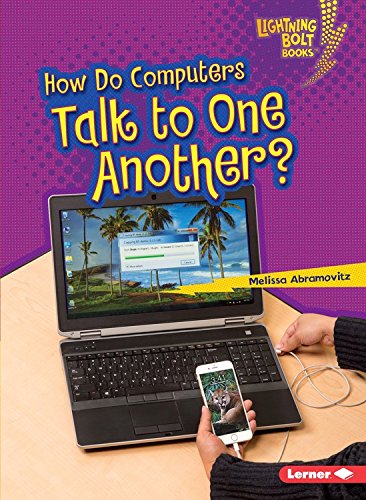 LIGHTNING
BOLT
BOOKS
How Do Computers
Talk to One
Another?
Melissa Abramovitz
Lerner